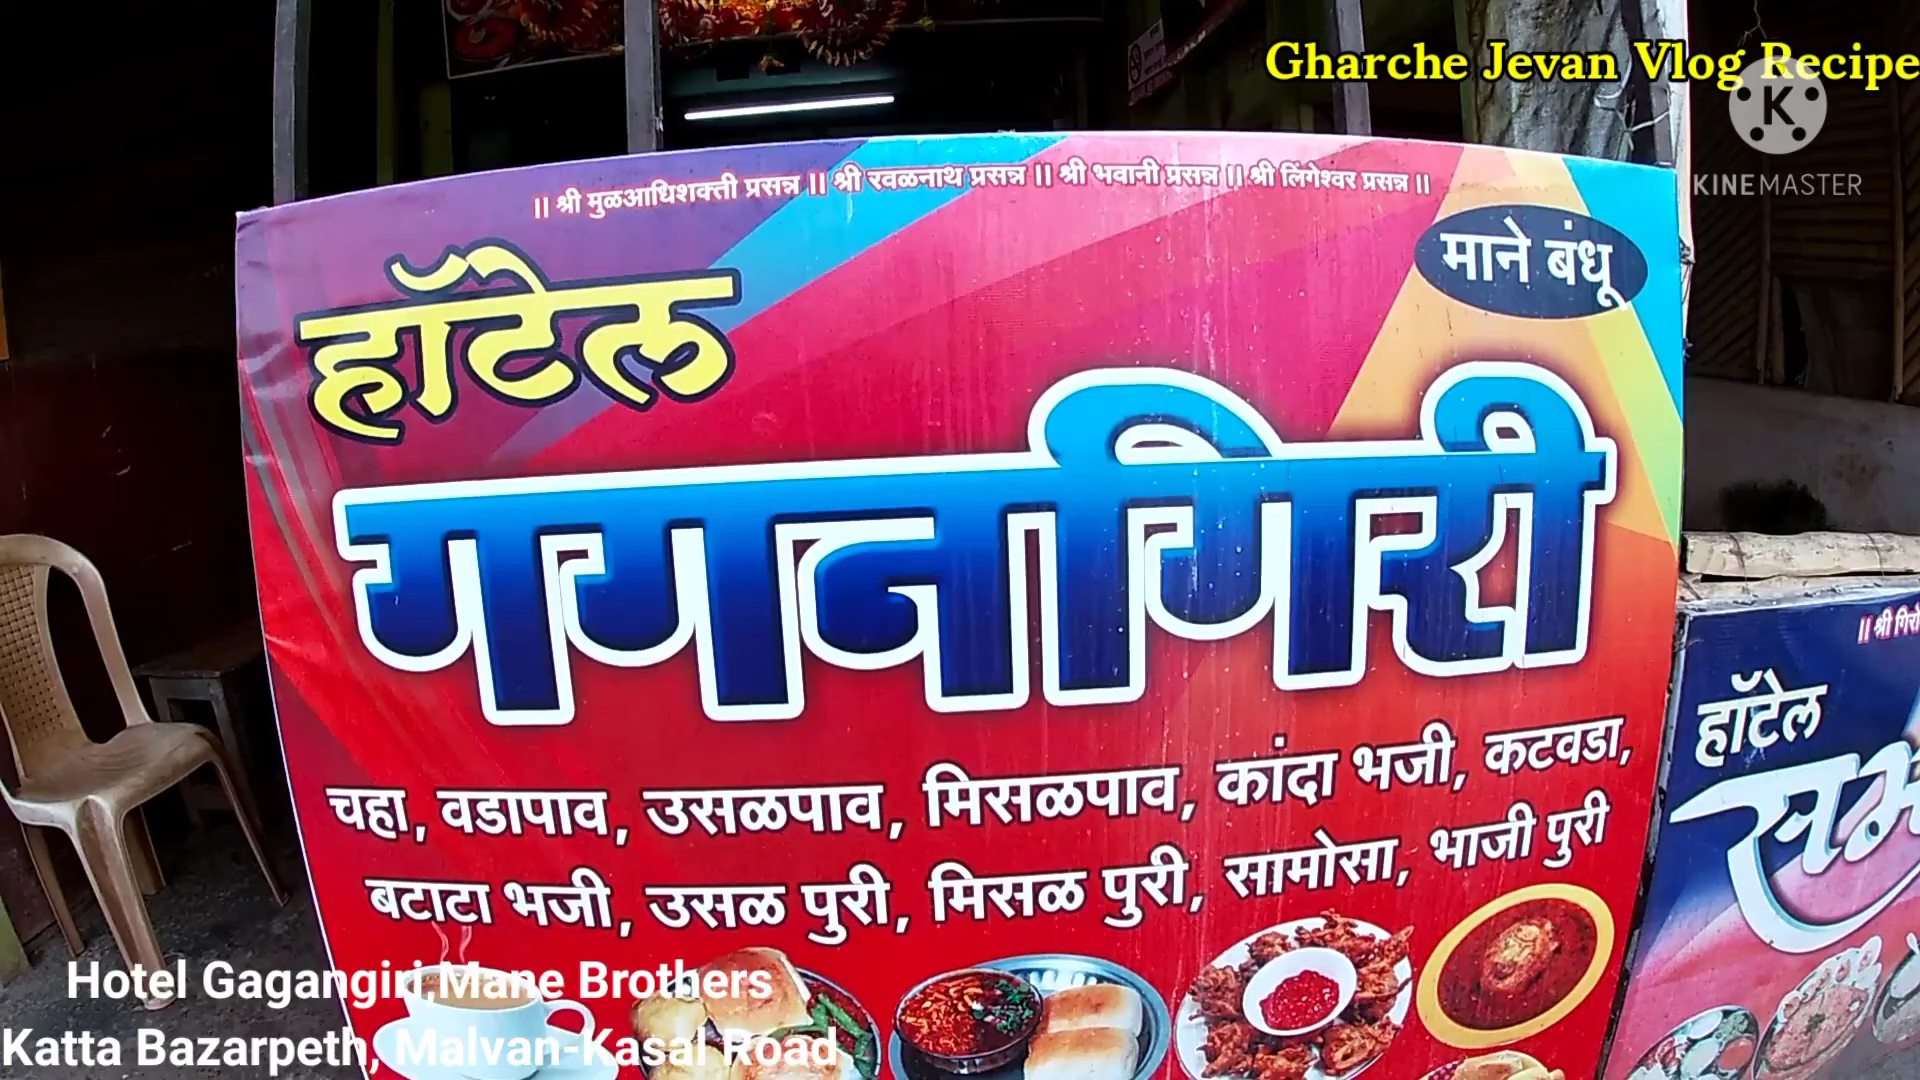 Gharche Jevan Vlog Recipe
KINEMASTER
|| श्री मुळआधिशक्ती प्रसन्न || श्री रवळनाथ प्रसन्न || श्री भवानी प्रसन्न || श्री लिंगेश्वर प्रसन्न ||
माने बंधू
हॉटेल
गगनगिरी
चहा, वडापाव, उसळपाव, मिसळपाव, कांदा भजी, कटवडा,
बटाटा भजी, उसळ पुरी, मिसळ पुरी, सामोसा, भाजी पुरी
|| श्री
हॉटेल
Hotel Gagangiri,Mane Brothers
Katta Bazarpeth, Malvan-Kasal Road